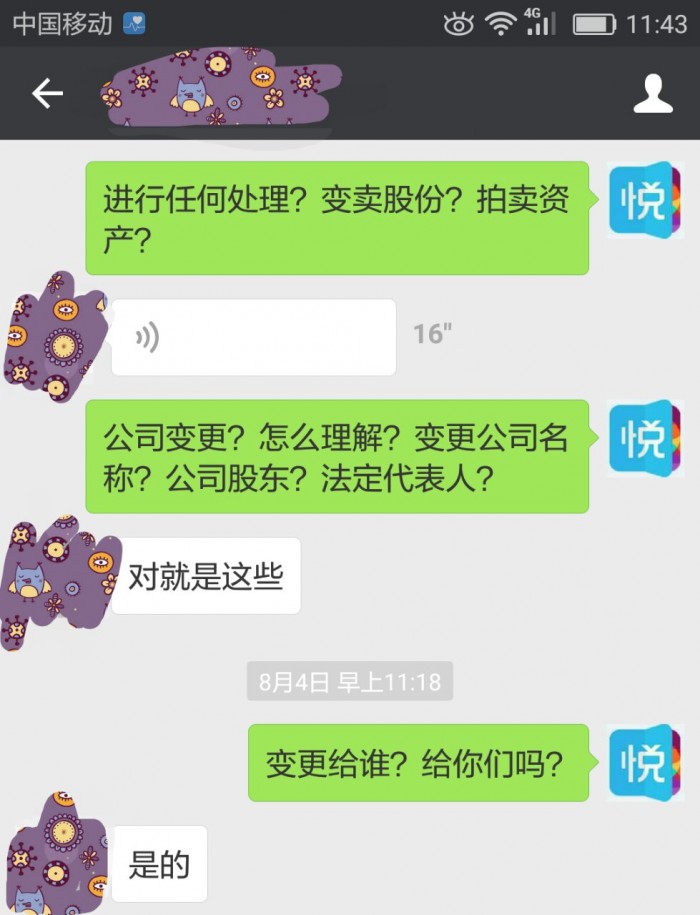 中国移动 4G 11:43
进行任何处理？变卖股份？拍卖资
产？
悦
16"
公司变更？怎么理解？变更公司名
称？公司股东？法定代表人？
悦
对就是这些
8月4日 早上11:18
变更给谁？给你们吗？
悦
是的